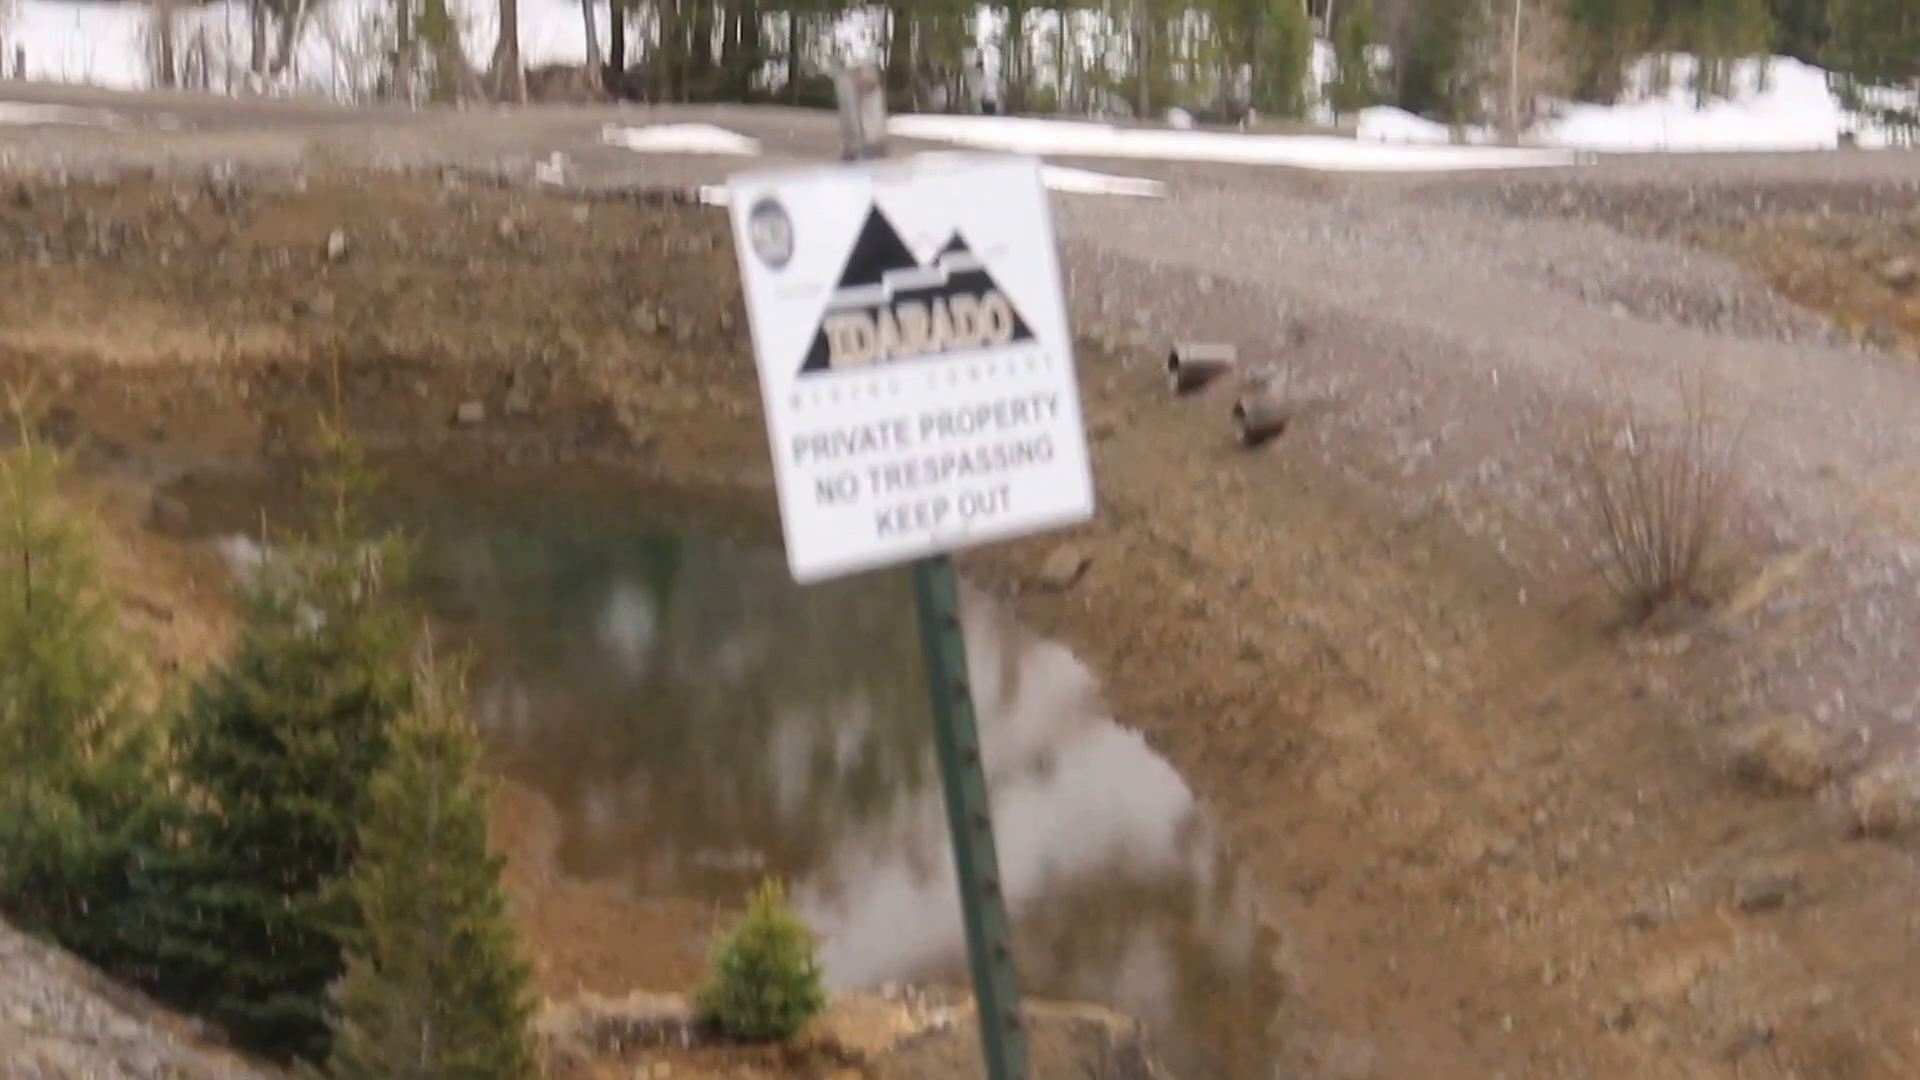 IDARADO
MINING COMPANY
PRIVATE PROPERTY
NO TRESPASSING
KEEP OUT